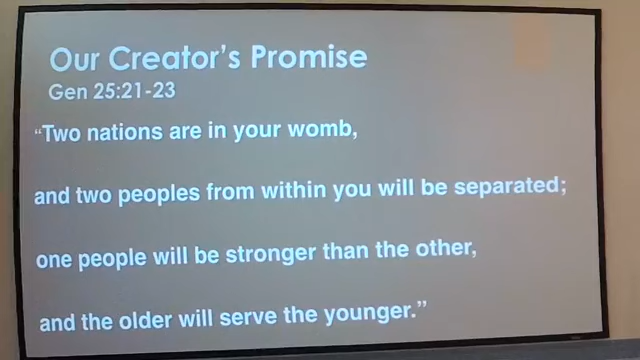 Our Creator's Promise
Gen 25:21-23
“Two nations are in your womb,
and two peoples from within you will be separated;
one people will be stronger than the other,
and the older will serve the younger.”